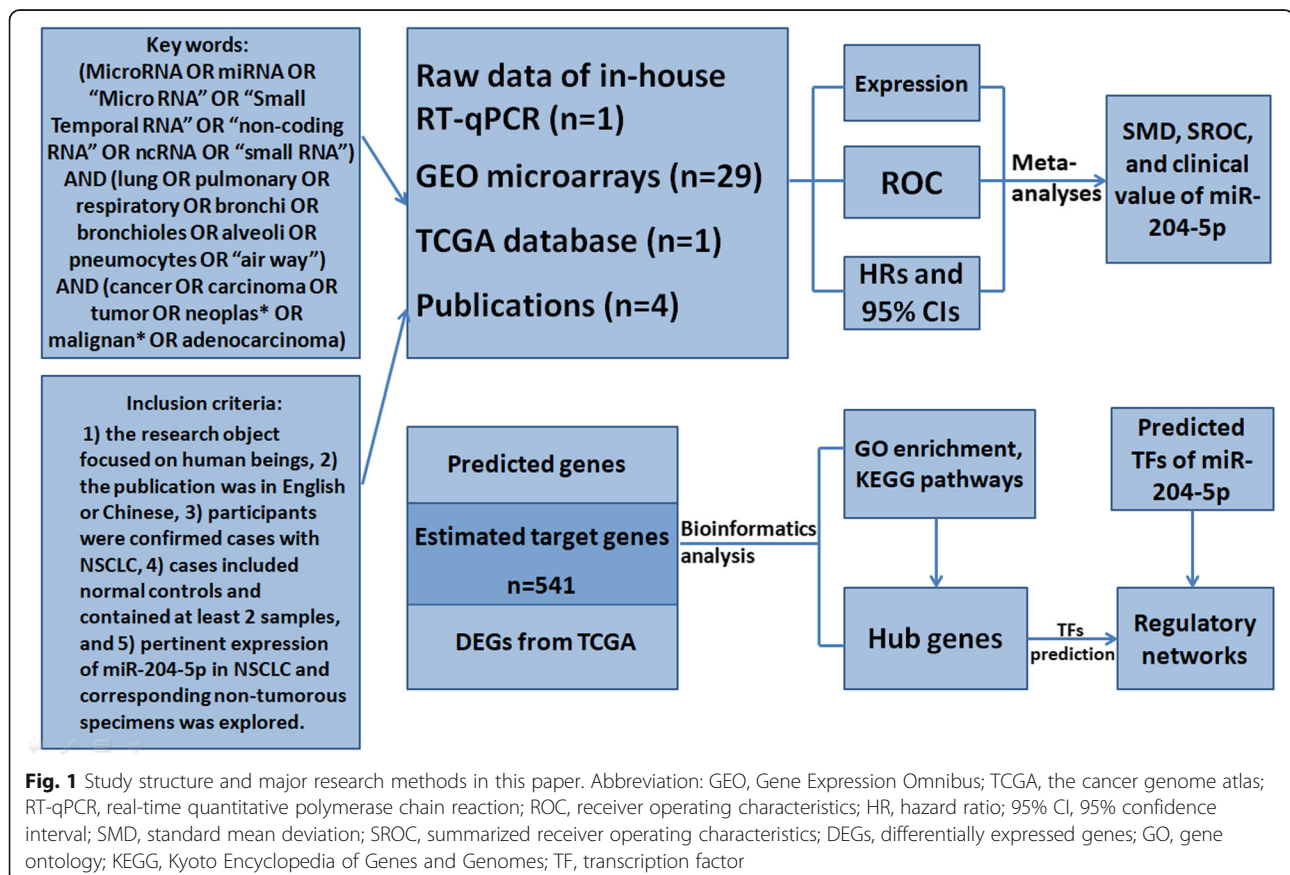 Key words:
(MicroRNA OR miRNA OR
“Micro RNA” OR “Small
Temporal RNA” OR “non-coding
RNA” OR ncRNA OR “small RNA”)
AND (lung OR pulmonary OR
respiratory OR bronchi OR
bronchioles OR alveoli OR
pneumocytes OR “air way”)
AND (cancer OR carcinoma OR
tumor OR neoplas* OR
malignan* OR adenocarcinoma)
Inclusion criteria:
1) the research object
focused on human beings, 2)
the publication was in English
or Chinese, 3) participants
were confirmed cases with
NSCLC, 4) cases included
normal controls and
contained at least 2 samples,
and 5) pertinent expression
of miR-204-5p in NSCLC and
corresponding non-tumorous
specimens was explored.
Raw data of in-house
RT-qPCR (n=1)
GEO microarrays (n=29)
TCGA database (n=1)
Publications (n=4)
Expression
ROC
HRs and
95% CIs
Meta-
analyses
SMD, SROC,
and clinical
value of miR-
204-5p
Predicted genes
Estimated target genes
n=541
DEGs from TCGA
Bioinformatics
analysis
GO enrichment,
KEGG pathways
Hub genes
TFs
prediction
Predicted
TFs of miR-
204-5p
Regulatory
networks
Fig. 1 Study structure and major research methods in this paper. Abbreviation: GEO, Gene Expression Omnibus; TCGA, the cancer genome atlas;
RT-qPCR, real-time quantitative polymerase chain reaction; ROC, receiver operating characteristics; HR, hazard ratio; 95% CI, 95% confidence
interval; SMD, standard mean deviation; SROC, summarized receiver operating characteristics; DEGs, differentially expressed genes; GO, gene
ontology; KEGG, Kyoto Encyclopedia of Genes and Genomes; TF, transcription factor